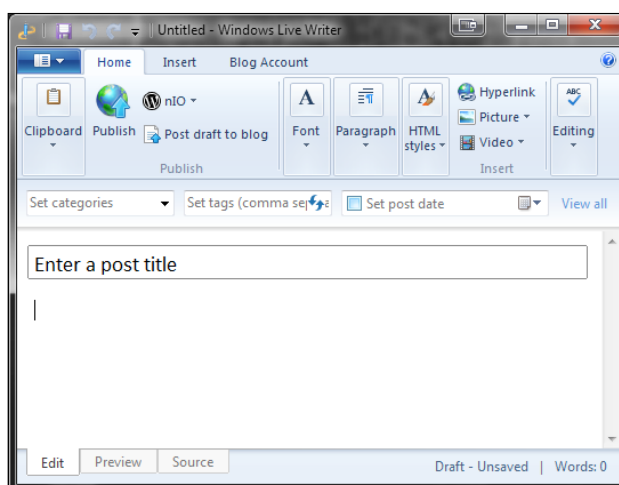 Untitled - Windows Live Writer
Home Insert Blog Account
Clipboard
Publish
nIO
Post draft to blog
Publish
A
Font
Paragraph
A
HTML
styles
Hyperlink
Picture
Video
Insert
ABC
Editing
Set categories
Set tags (comma se
Set post date
View all
Enter a post title
Edit Preview Source
Draft - Unsaved | Words: 0